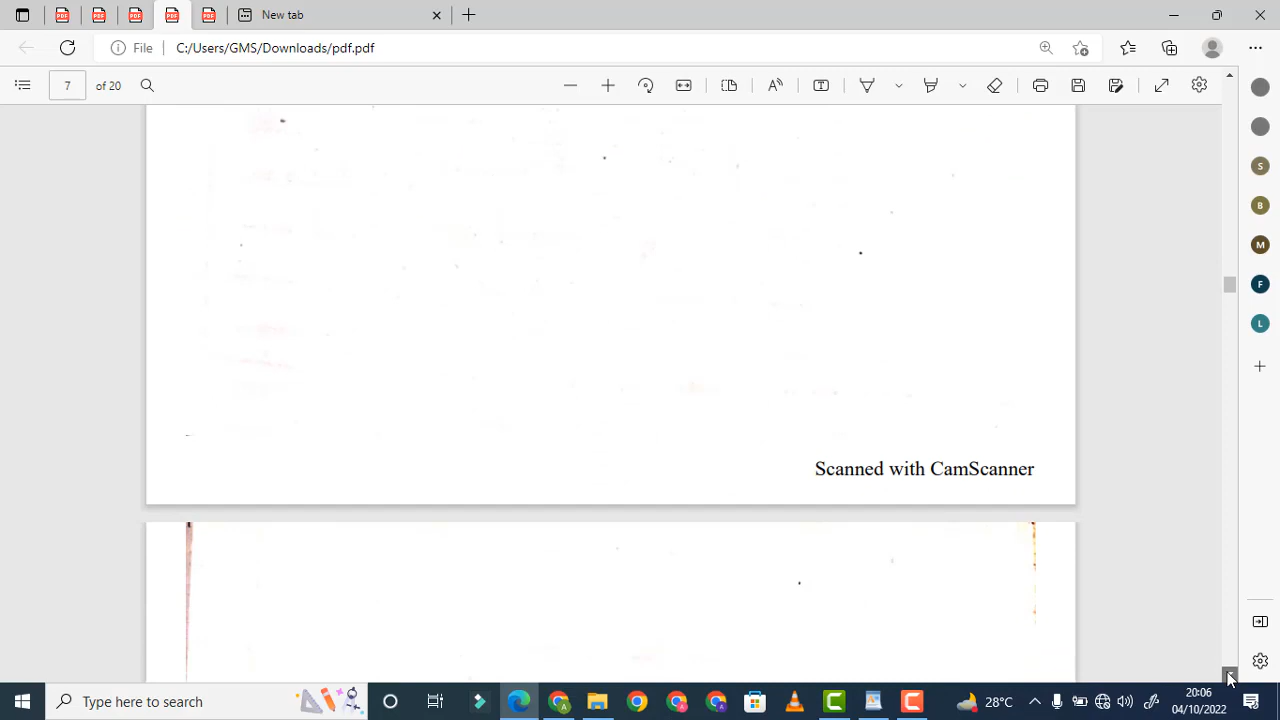 New tab
File
C:/Users/GMS/Downloads/pdf.pdf
7 of 20
S
B
M
F
L
Scanned with CamScanner
Type here to search
28°C
20:06
04/10/2022